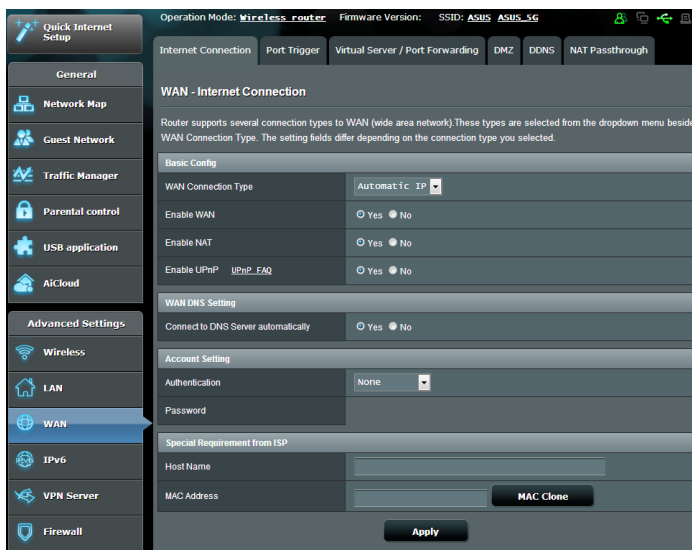 Quick Internet
Setup
General
Network Map
Guest Network
Traffic Manager
Parental control
USB application
AiCloud
Advanced Settings
Wireless
LAN
WAN
IPv6
VPN Server
Firewall
Operation Mode: Wireless router Firmware Version: SSID: ASUS ASUS_5G
Internet Connection Port Trigger Virtual Server / Port Forwarding DMZ DDNS NAT Passthrough
WAN - Internet Connection
Router supports several connection types to WAN (wide area network).These types are selected from the dropdown menu beside
WAN Connection Type. The setting fields differ depending on the connection type you selected.
Basic Config
WAN Connection Type Automatic IP
Enable WAN Yes No
Enable NAT Yes No
Enable UPnP UPnP FAQ Yes No
WAN DNS Setting
Connect to DNS Server automatically Yes No
Account Setting
Authentication None
Password
Special Requirement from ISP
Host Name
MAC Address MAC Clone
Apply